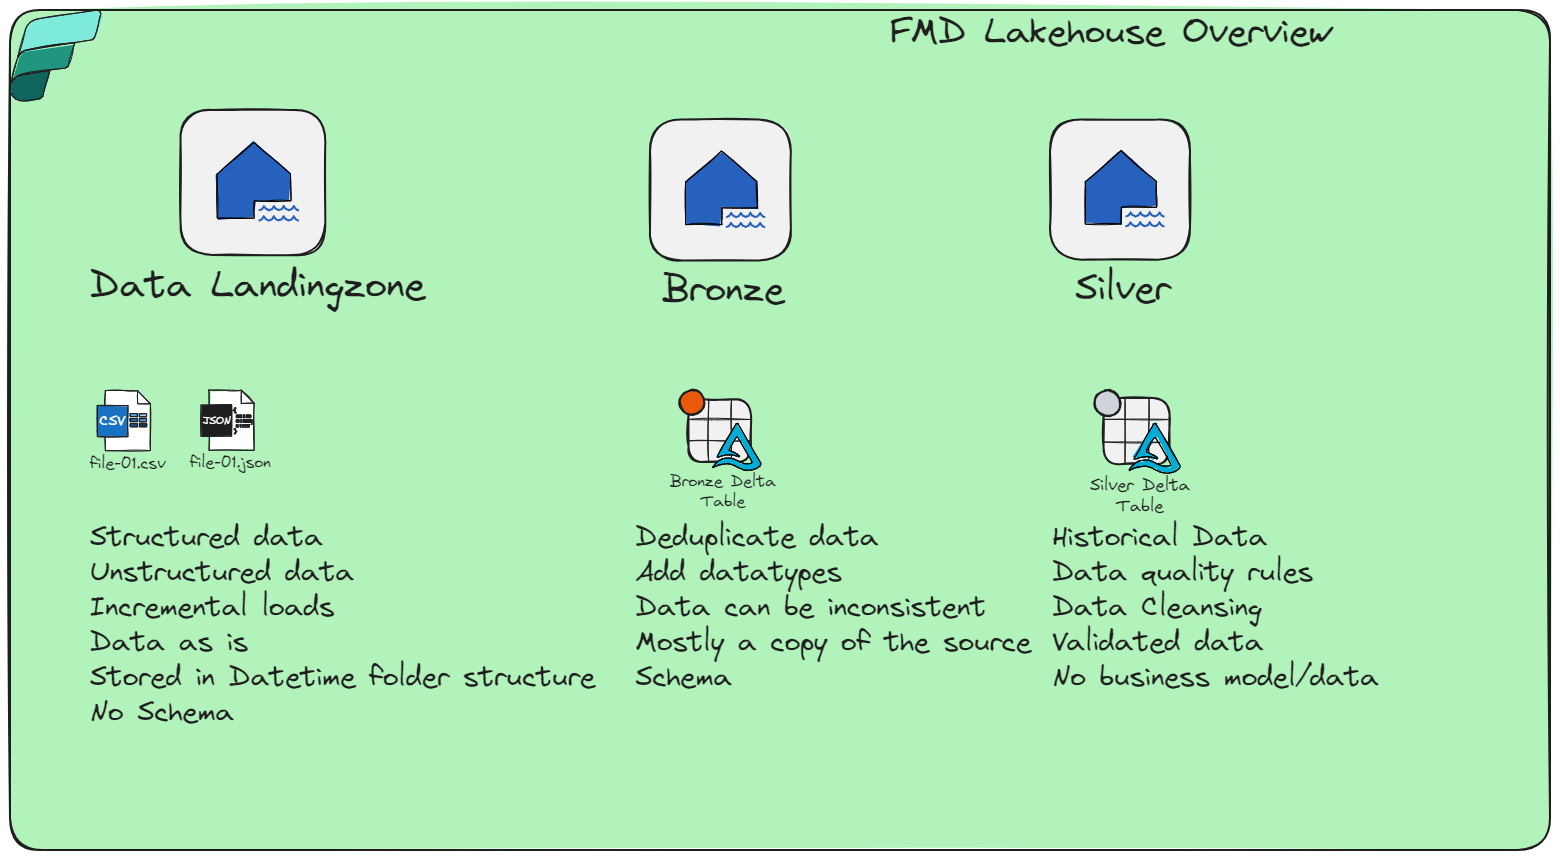 FMD Lakehouse Overview
Data Landingzone
CSV
JSON
file-01.csv
file-01.json
Structured data
Unstructured data
Incremental loads
Data as is
Stored in Datetime folder structure
No Schema
Bronze
Bronze Delta
Table
Deduplicate data
Add datatypes
Data can be inconsistent
Mostly a copy of the source
Schema
Silver
Silver Delta
Table
Historical Data
Data quality rules
Data Cleansing
Validated data
No business model/data